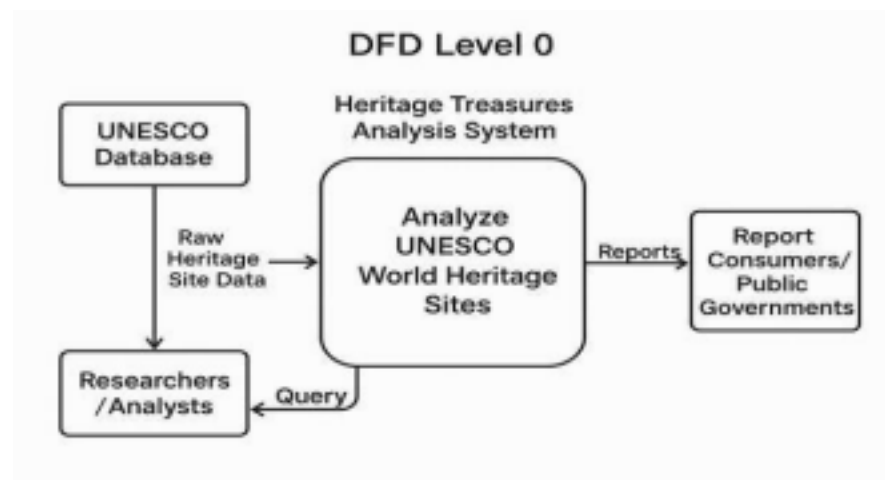 DFD Level 0
Heritage Treasures
Analysis System
UNESCO
Database
Raw
Heritage
Site Data
Analyze
UNESCO
World Heritage
Sites
Reports
Report
Consumers/
Public
Governments
Researchers
/Analysts
Query